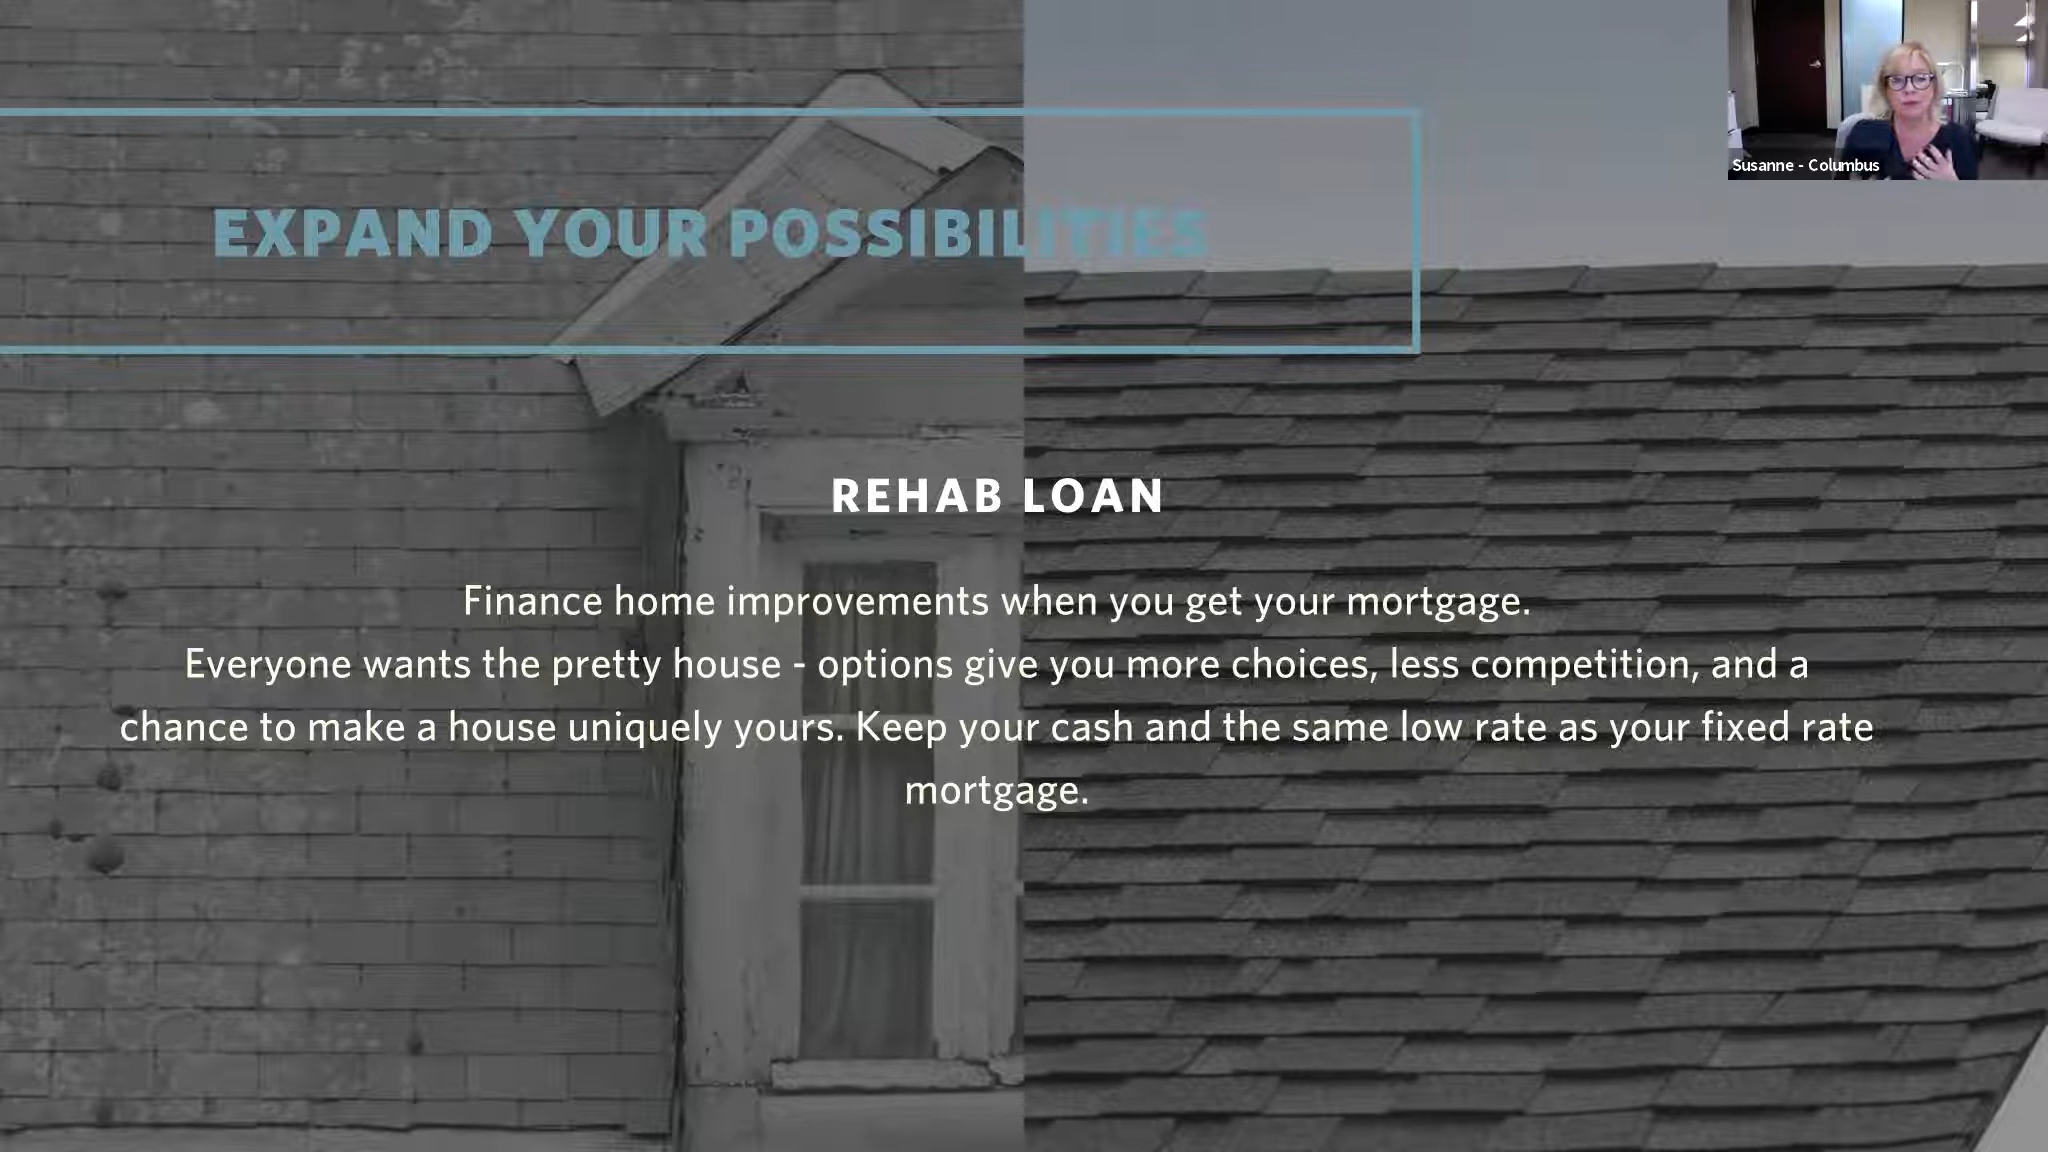 Susanne - Columbus
EXPAND YOUR POSSIBILITIES
REHAB LOAN
Finance home improvements when you get your mortgage.
Everyone wants the pretty house - options give you more choices, less competition, and a
chance to make a house uniquely yours. Keep your cash and the same low rate as your fixed rate
mortgage.